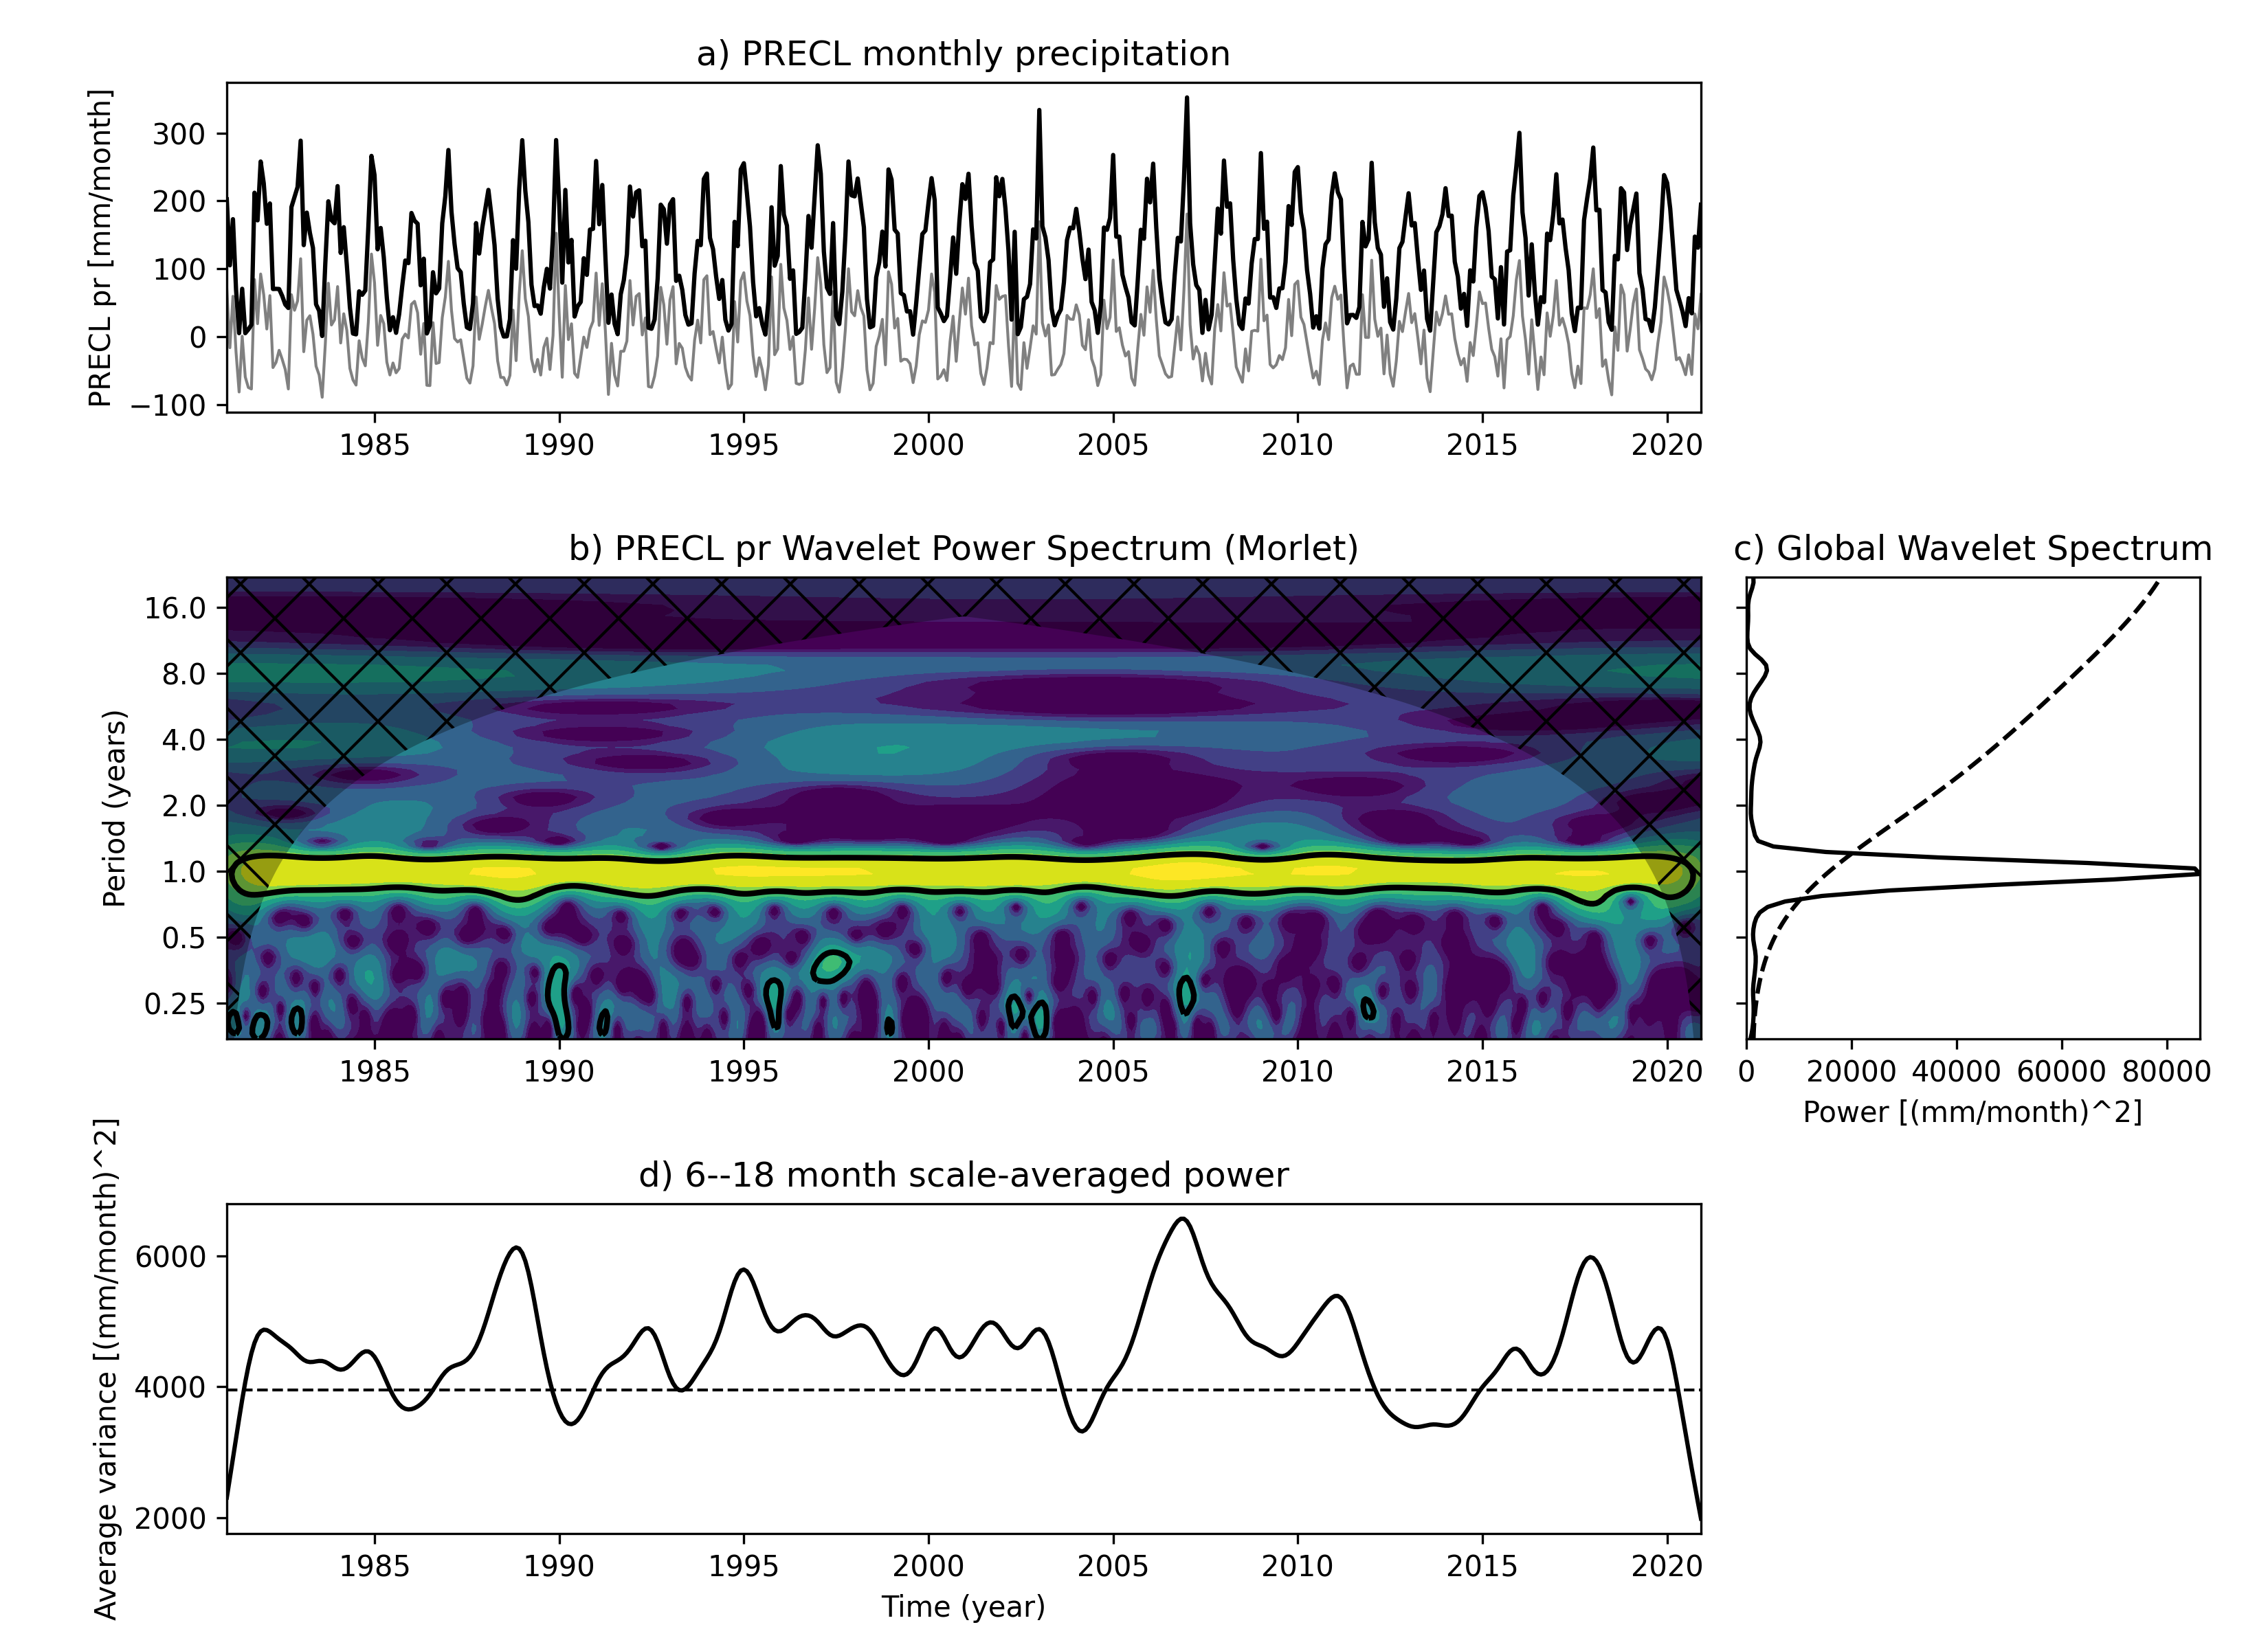 a) PRECL monthly precipitation
PRECL pr [mm/month]
300
200
100
0
−100
1985 1990 1995 2000 2005 2010 2015 2020
b) PRECL pr Wavelet Power Spectrum (Morlet)
Period (years)
16.0
8.0
4.0
2.0
1.0
0.5
0.25
1985 1990 1995 2000 2005 2010 2015 2020
c) Global Wavelet Spectrum
0 20000 40000 60000 80000
Power [(mm/month)^2]
d) 6--18 month scale-averaged power
Average variance [(mm/month)^2]
6000
4000
2000
1985 1990 1995 2000 2005 2010 2015 2020
Time (year)